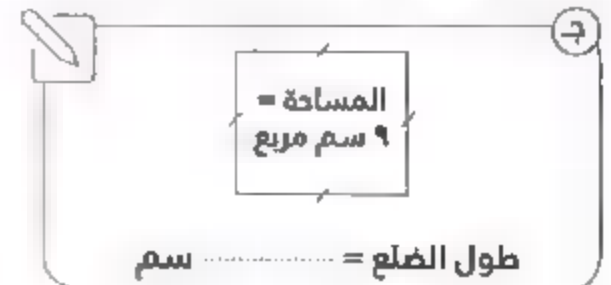 ج
المساحة =
٩ سم مربع
طول الضلع = .............. سم